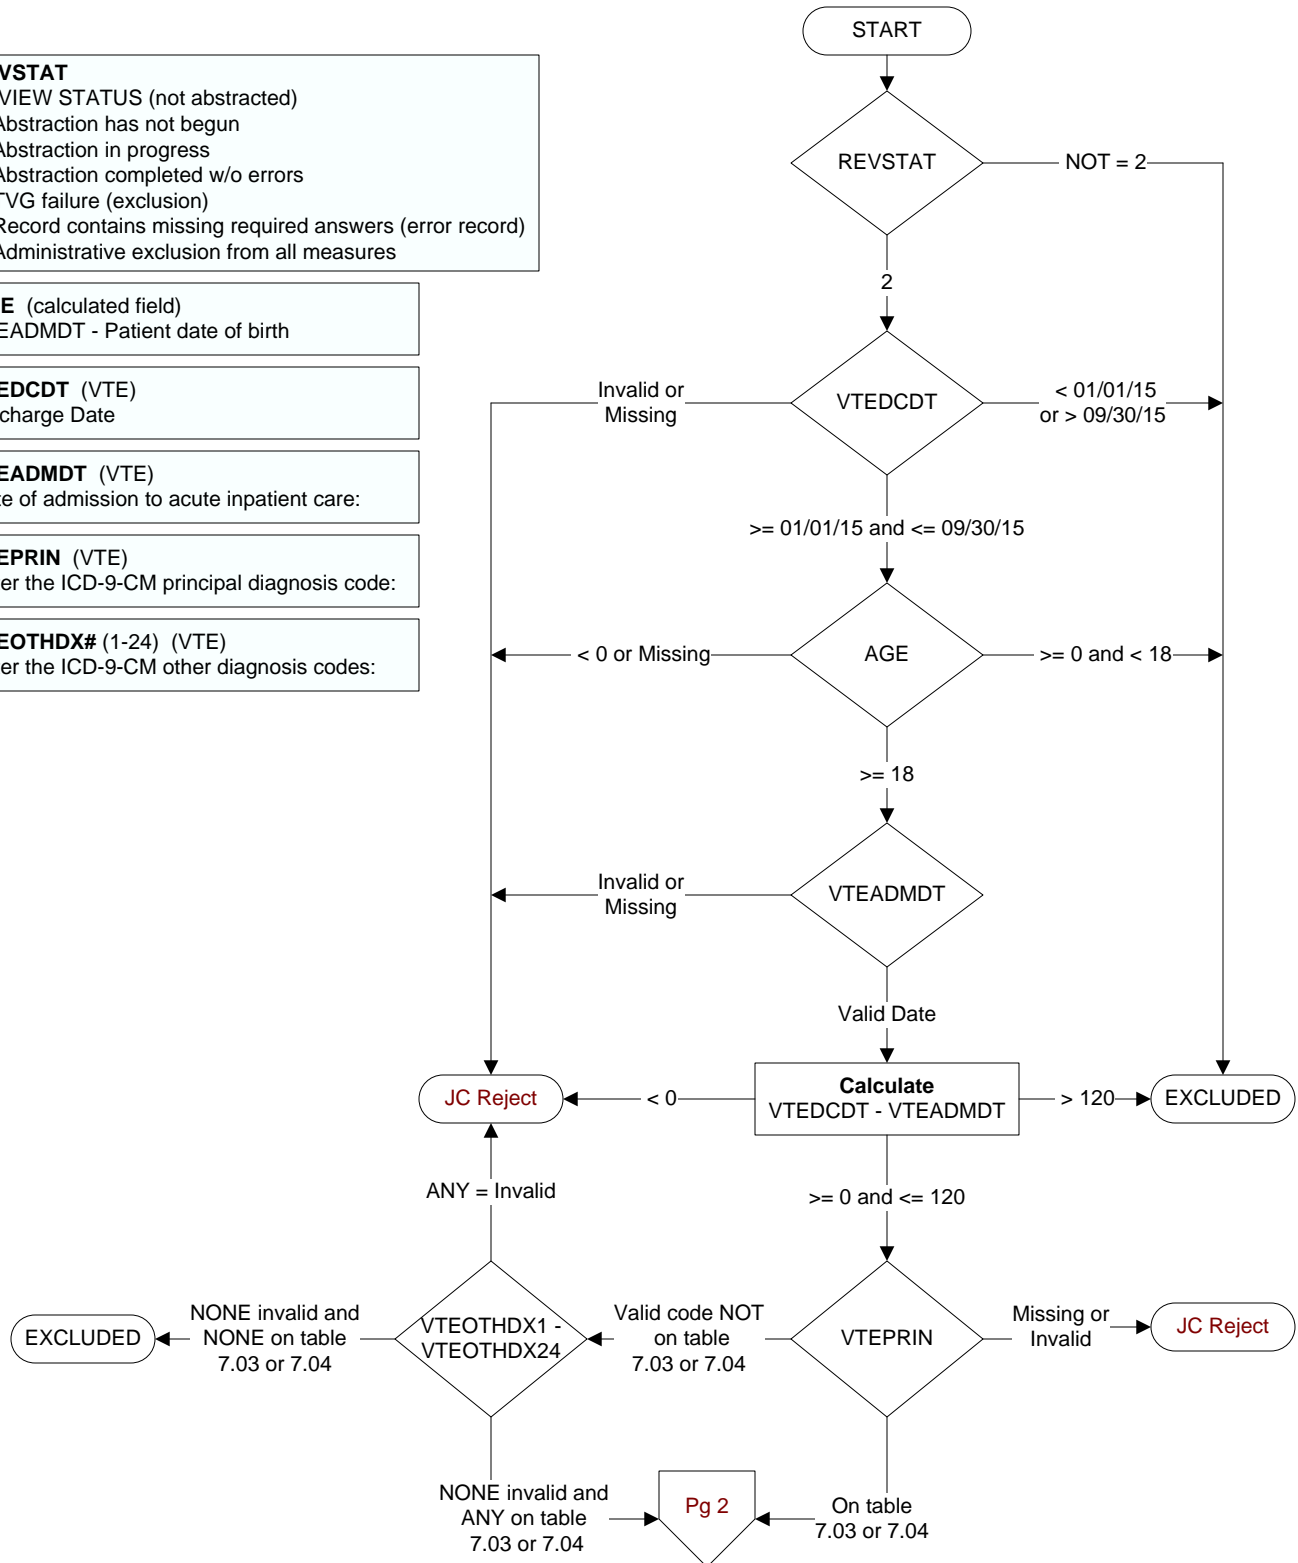 START
VSTAT
VIEW STATUS (not abstracted)
Abstraction has not begun
Abstraction in progress
Abstraction completed w/o errors
TVG failure (exclusion)
Record contains missing required answers (error record)
Administrative exclusion from all measures
REVSTAT
NOT = 2
2
E (calculated field)
EADMDT - Patient date of birth
EDCDT (VTE)
charge Date
Invalid or
Missing
VTEDCDT
< 01/01/15
or > 09/30/15
EADMDT (VTE)
te of admission to acute inpatient care:
>= 01/01/15 and <= 09/30/15
EPRIN (VTE)
er the ICD-9-CM principal diagnosis code:
EOTHDX# (1-24) (VTE)
er the ICD-9-CM other diagnosis codes:
< 0 or Missing
AGE
>= 0 and < 18
>= 18
Invalid or
Missing
VTEADMDT
Valid Date
JC Reject
< 0
Calculate
VTEDCDT - VTEADMDT
> 120
EXCLUDED
ANY = Invalid
>= 0 and <= 120
EXCLUDED
NONE invalid and
NONE on table
7.03 or 7.04
VTEOTHDX1 -
VTEOTHDX24
Valid code NOT
on table
7.03 or 7.04
VTEPRIN
Missing or
Invalid
JC Reject
NONE invalid and
ANY on table
7.03 or 7.04
Pg 2
On table
7.03 or 7.04